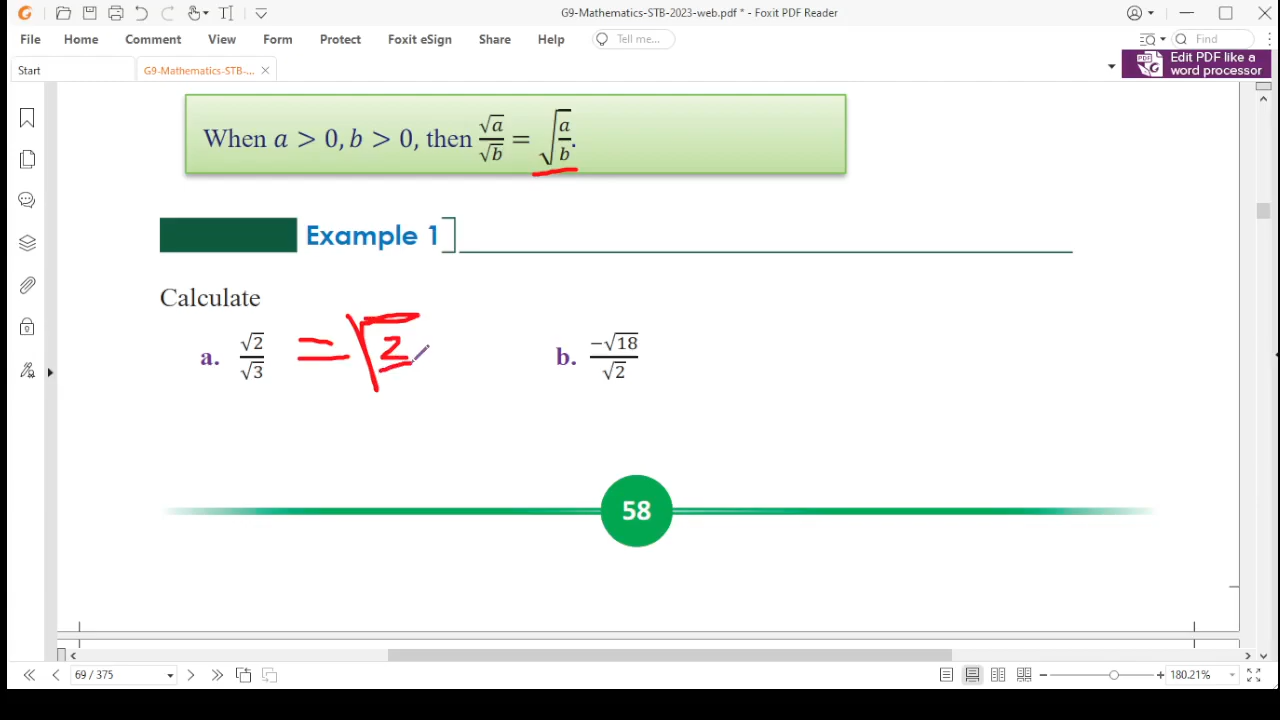 G9-Mathematics-STB-2023-web.pdf * - Foxit PDF Reader
File Home Comment View Form Protect Foxit eSign Share Help Tell me... Find
Start G9-Mathematics-STB-... Edit PDF like a
word processor
When a > 0, b > 0, then √a/√b = √(a/b).
Example 1
Calculate
a. √2/√3 = √2 b. −√18/√2
58
69 / 375 180.21%